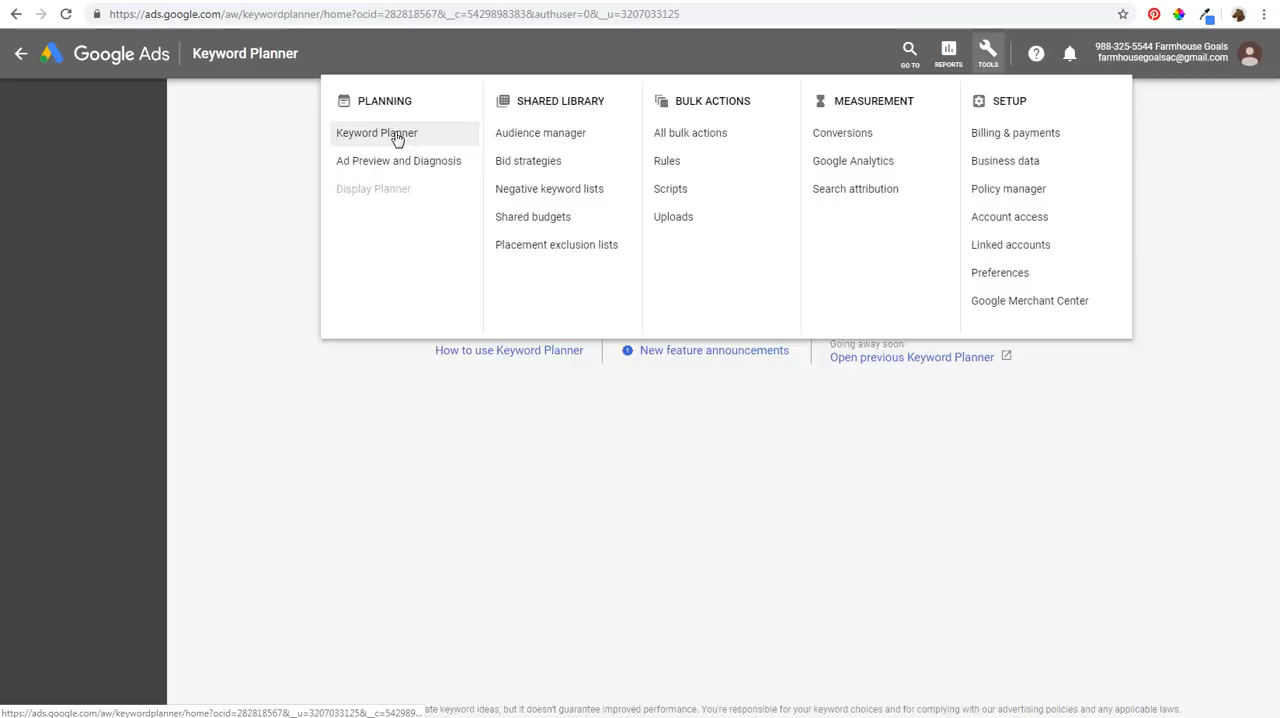 https://ads.google.com/aw/keywordplanner/home?ocid=282818567&__c=5429898383&authuser=0&__u=3207033125
Google Ads
Keyword Planner
GO TO
REPORTS
TOOLS
988-325-5544 Farmhouse Goals
farmhousegoalsac@gmail.com
PLANNING
Keyword Planner
Ad Preview and Diagnosis
Display Planner
SHARED LIBRARY
Audience manager
Bid strategies
Negative keyword lists
Shared budgets
Placement exclusion lists
BULK ACTIONS
All bulk actions
Rules
Scripts
Uploads
MEASUREMENT
Conversions
Google Analytics
Search attribution
SETUP
Billing & payments
Business data
Policy manager
Account access
Linked accounts
Preferences
Google Merchant Center
How to use Keyword Planner
New feature announcements
Going away soon
Open previous Keyword Planner
https://ads.google.com/aw/keywordplanner/home?ocid=282818567&__u=3207033125&__c=542989...
ate keyword ideas, but it doesn't guarantee improved performance. You're responsible for your keyword choices and for complying with our advertising policies and any applicable laws.